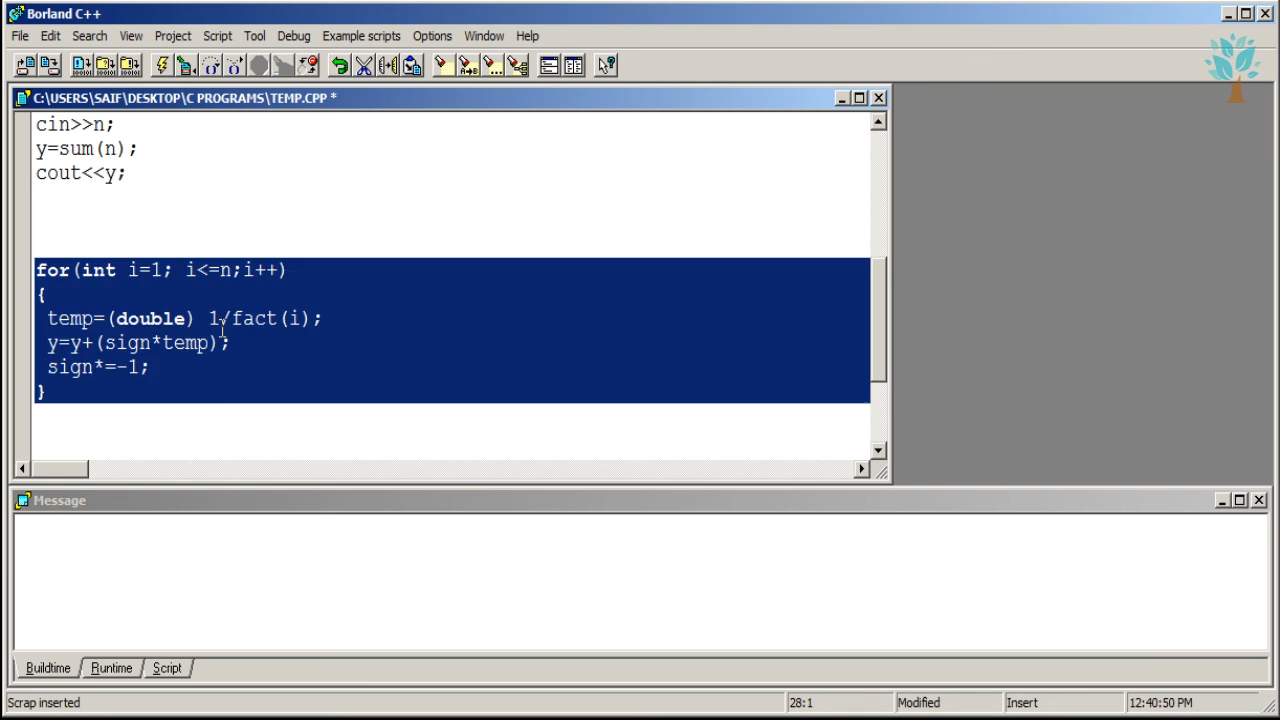 Borland C++
File Edit Search View Project Script Tool Debug Example scripts Options Window Help
C:\USERS\SAIF\DESKTOP\C PROGRAMS\TEMP.CPP *
cin>>n;
y=sum(n);
cout<<y;
for(int i=1; i<=n;i++)
{
temp=(double) 1/fact(i);
y=y+(sign*temp);
sign*=-1;
}
Message
Buildtime Runtime Script
Scrap inserted 28:1 Modified Insert 12:40:50 PM